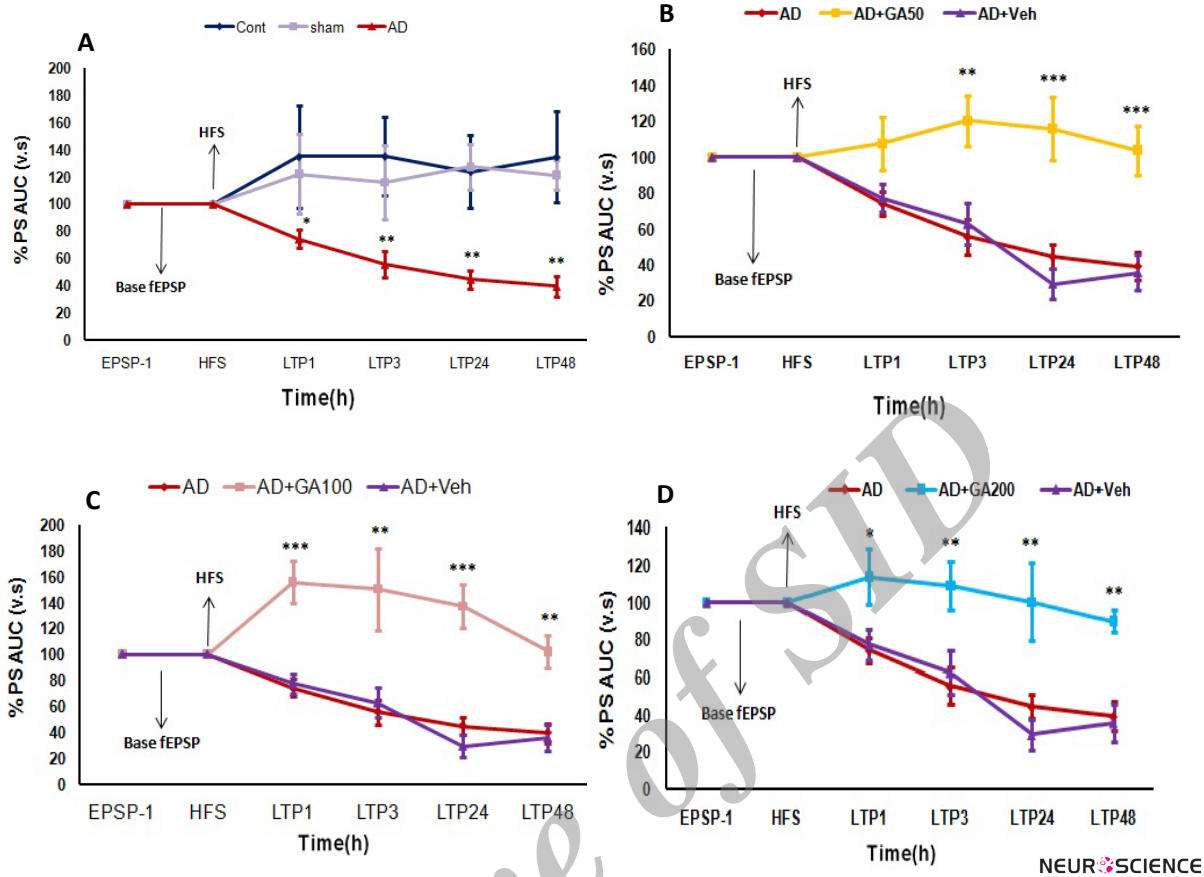 A
Cont sham AD
% PS AUC (v.s)
200
180
160
140
120
100
80
60
40
20
0
HFS
Base fEPSP
*
**
**
**
EPSP-1 HFS LTP1 LTP3 LTP24 LTP48
Time(h)
B
AD AD+GA50 AD+Veh
% PS AUC (v.s)
160
140
120
100
80
60
40
20
0
HFS
Base fEPSP
**
***
***
EPSP-1 HFS LTP1 LTP3 LTP24 LTP48
Time(h)
C
AD AD+GA100 AD+Veh
% PS AUC (v.s)
200
180
160
140
120
100
80
60
40
20
0
HFS
Base fEPSP
***
**
***
**
EPSP-1 HFS LTP1 LTP3 LTP24 LTP48
Time(h)
D
AD AD+GA200 AD+Veh
% PS AUC (v.s)
140
120
100
80
60
40
20
0
HFS
Base fEPSP
*
**
**
**
EPSP-1 HFS LTP1 LTP3 LTP24 LTP48
Time(h)
of SID
NEUROSCIENCE